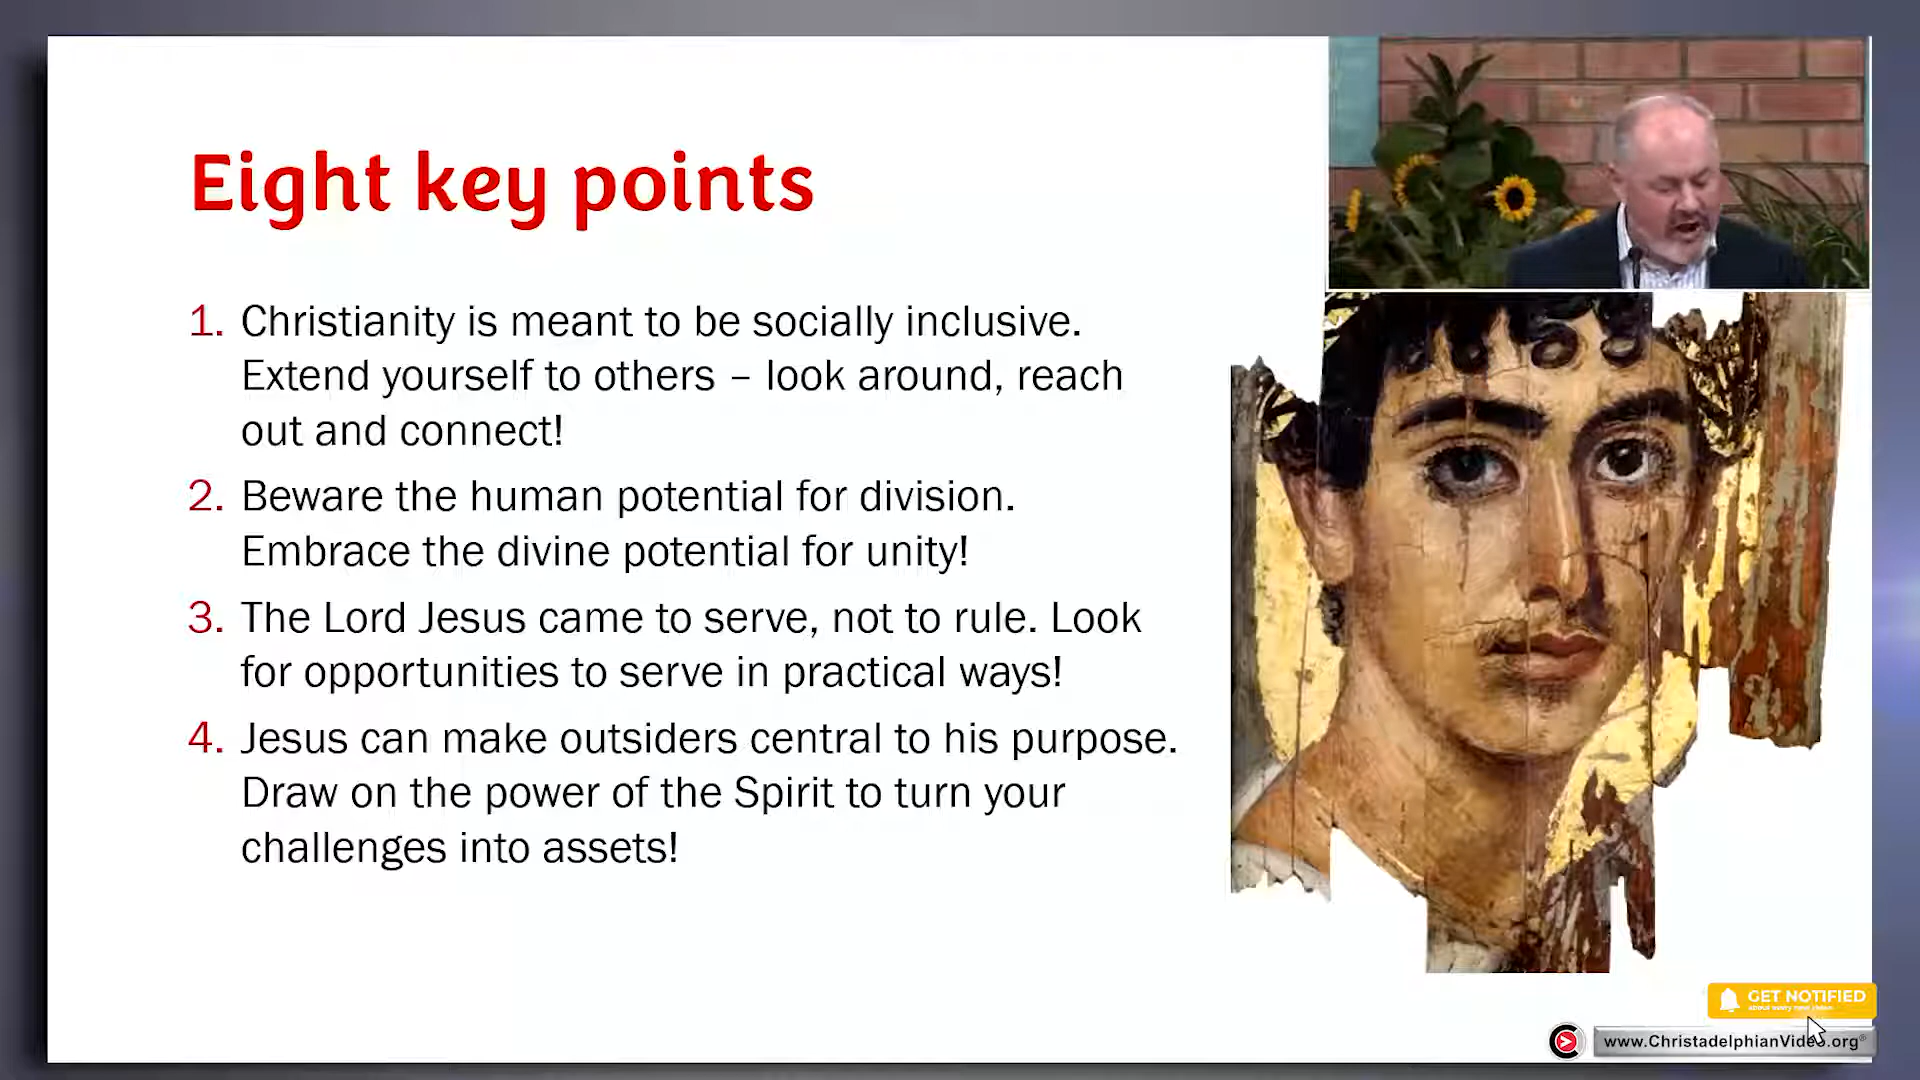 Eight key points
1. Christianity is meant to be socially inclusive.
Extend yourself to others – look around, reach
out and connect!
2. Beware the human potential for division.
Embrace the divine potential for unity!
3. The Lord Jesus came to serve, not to rule. Look
for opportunities to serve in practical ways!
4. Jesus can make outsiders central to his purpose.
Draw on the power of the Spirit to turn your
challenges into assets!
GET NOTIFIED
www.ChristadelphianVideo.org®